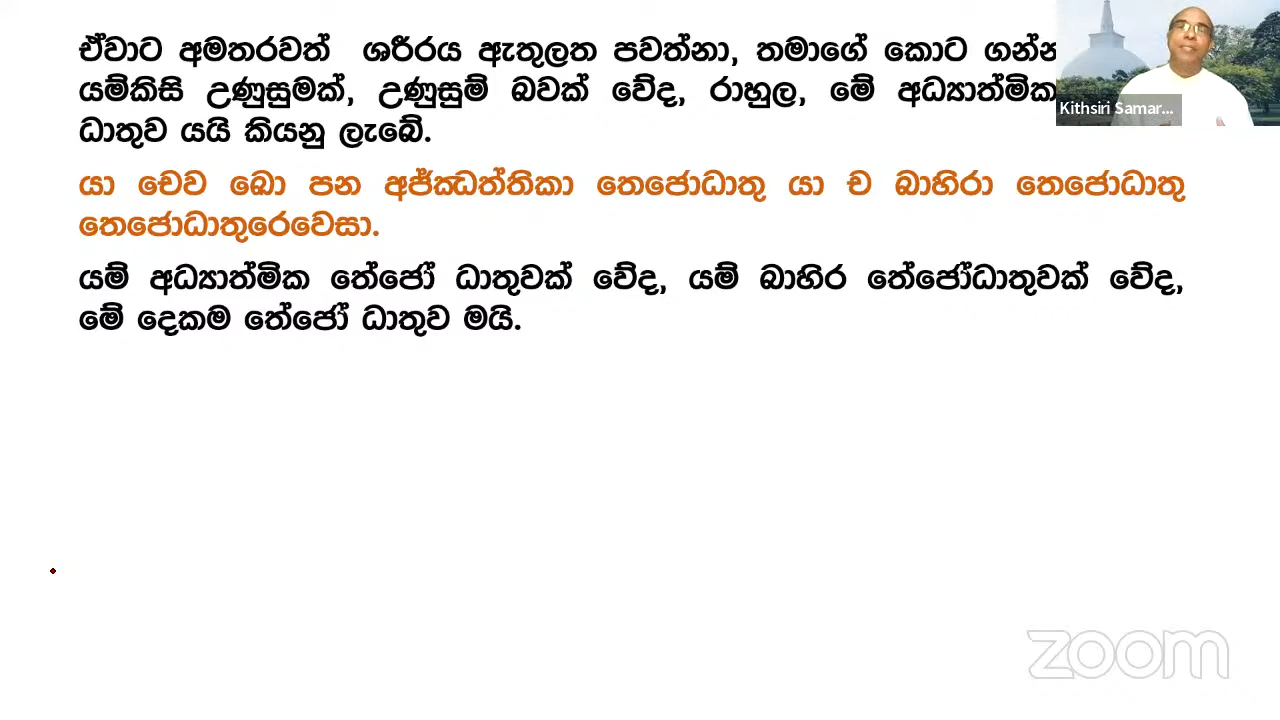 ඒවාට අමතරවත් ශරීරය ඇතුලත පවත්නා, තමාගේ කොට
යම්කිසි උණුසුමක්, උණුසුම් බවක් වේද, රාහුල, මේ අධ්‍යාත්මික
ධාතුව යයි කියනු ලැබේ.
යා චෙව ඛො පන අජ්ඣත්තිකා තෙජොධාතු යා ච බාහිරා තෙජොධාතු
තෙජොධාතුරෙවෙසා.
යම් අධ්‍යාත්මික තේජෝ ධාතුවක් වේද, යම් බාහිර තේජෝධාතුවක් වේද,
මේ දෙකම තේජෝ ධාතුව මයි.
Kithsiri Samar...
zoom